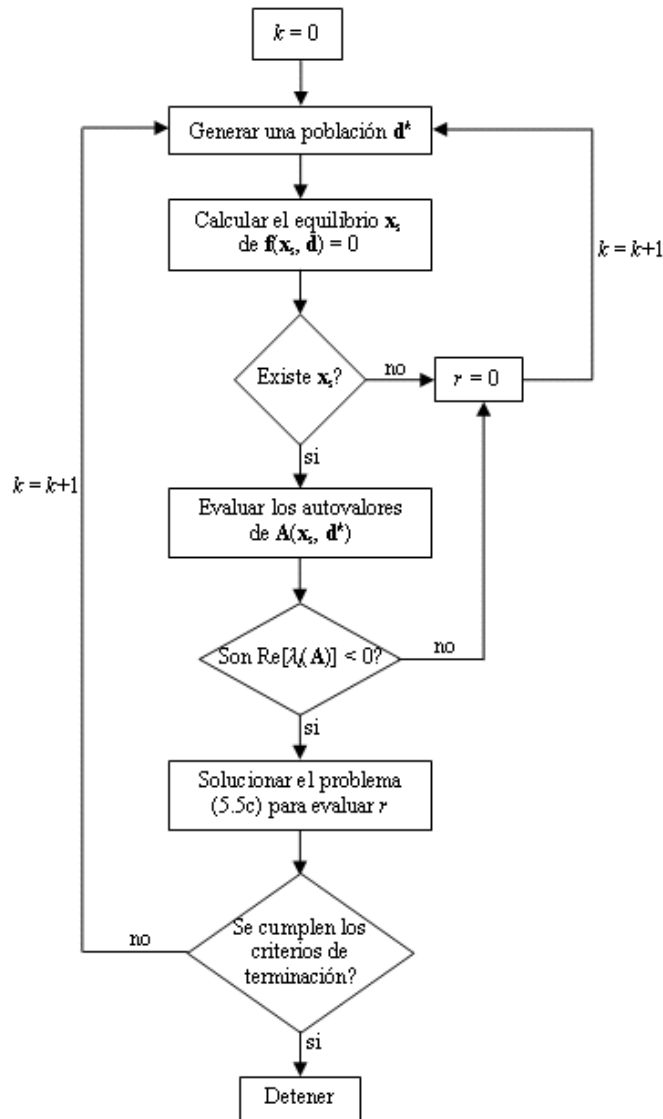 k = 0
Generar una población dᵏ
Calcular el equilibrio xₛ
de f(xₛ, d) = 0
k = k+1
Existe xₛ?
no
r = 0
si
k = k+1
Evaluar los autovalores
de A(xₛ, dᵏ)
Son Re[λᵢ(A)] < 0?
no
si
Solucionar el problema
(5.5c) para evaluar r
Se cumplen los
criterios de
terminación?
no
si
Detener